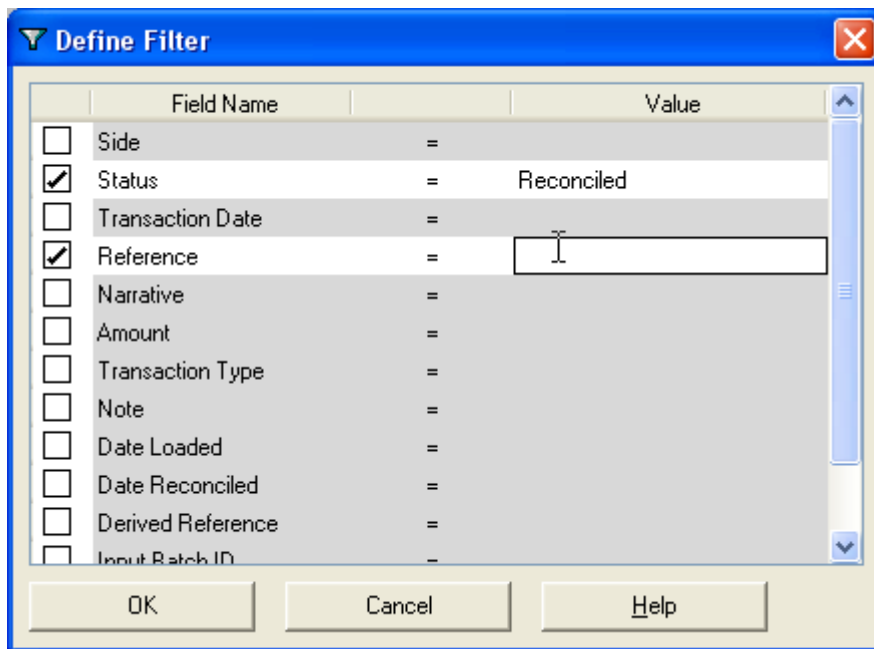 Define Filter
Field Name Value
Side =
Status = Reconciled
Transaction Date =
Reference =
Narrative =
Amount =
Transaction Type =
Note =
Date Loaded =
Date Reconciled =
Derived Reference =
Input Batch ID =
OK Cancel Help